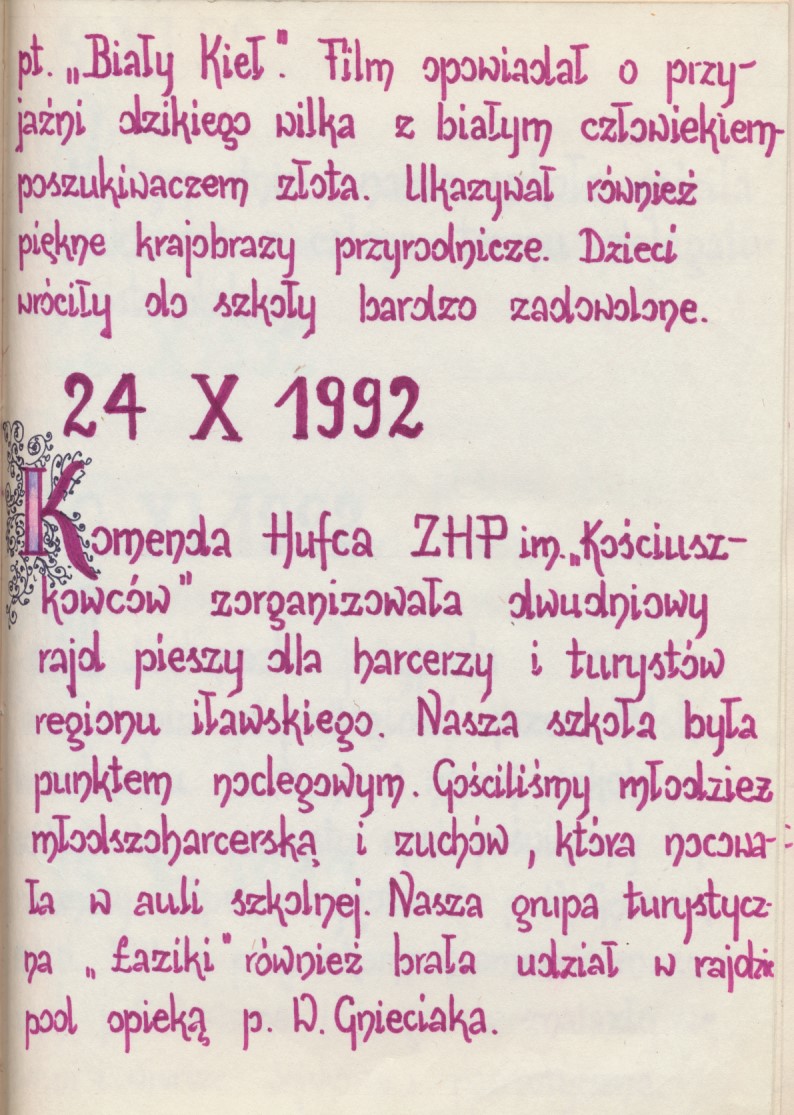 pt. „Biały Kieł". Film opowiadał o przy-
jaźni dzikiego wilka z białym człowiekiem-
poszukiwaczem złota. Ukazywał również
piękne krajobrazy przyrodnicze. Dzieci
wróciły do szkoły bardzo zadowolone.
24 X 1992
Komenda Hufca ZHP im. „Kościusz-
kowców" zorganizowała dwudniowy
rajd pieszy dla harcerzy i turystów
regionu iławskiego. Nasza szkoła była
punktem noclegowym. Gościliśmy młodzież
młodszoharcerską i zuchów, która nocowa-
ła w auli szkolnej. Nasza grupa turystycz-
na „Łaziki" również brała udział w rajdzie
pod opieką p. W. Gnieciaka.